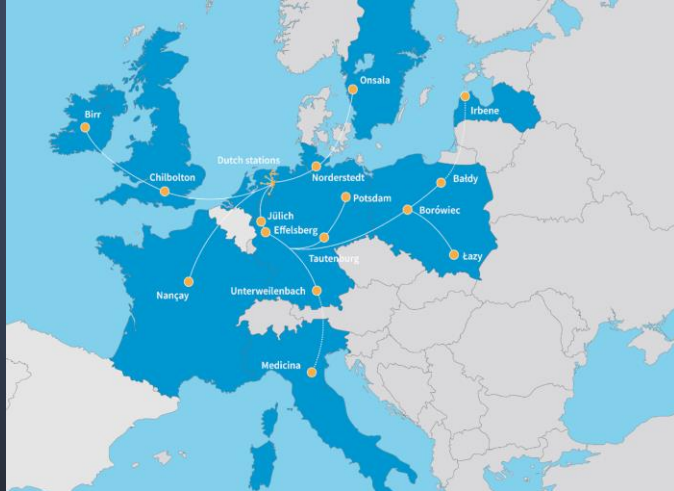 Onsala
Birr
Irbene
Dutch stations
Chilbolton
Norderstedt
Bałdy
Potsdam
Borówiec
Jülich
Effelsberg
Tautenburg
Łazy
Nançay
Unterweilenbach
Medicina